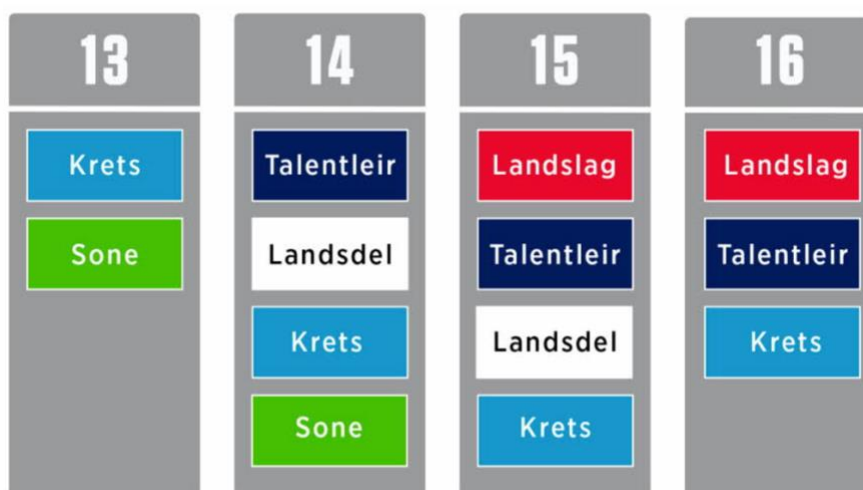 13
Krets
Sone
14
Talentleir
Landsdel
Krets
Sone
15
Landslag
Talentleir
Landsdel
Krets
16
Landslag
Talentleir
Krets